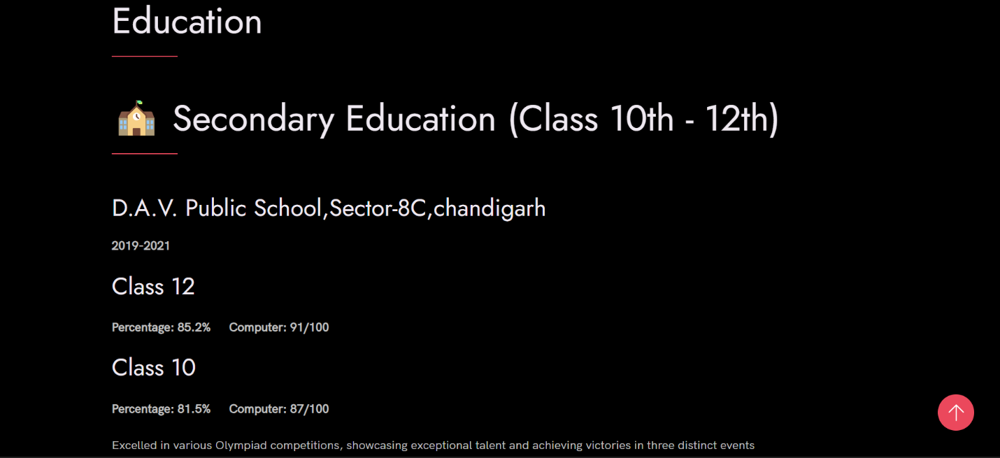 Education
Secondary Education (Class 10th - 12th)
D.A.V. Public School,Sector-8C,chandigarh
2019-2021
Class 12
Percentage: 85.2% Computer: 91/100
Class 10
Percentage: 81.5% Computer: 87/100
Excelled in various Olympiad competitions, showcasing exceptional talent and achieving victories in three distinct events